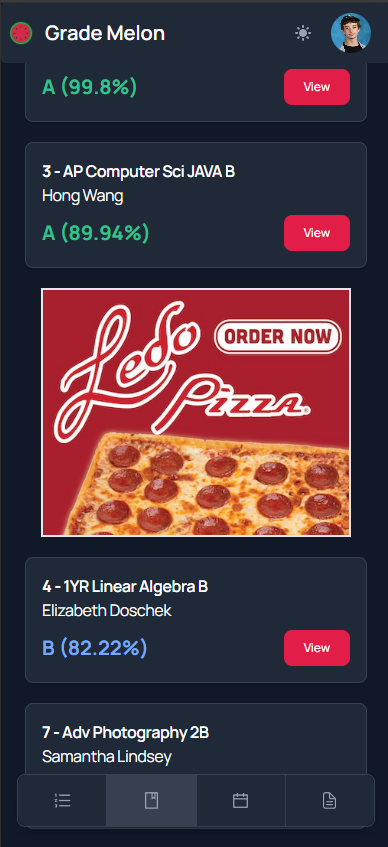 Grade Melon
A (99.8%)
View
3 - AP Computer Sci JAVA B
Hong Wang
A (89.94%)
View
Ledo
ORDER NOW
Pizza
4 - 1YR Linear Algebra B
Elizabeth Doschek
B (82.22%)
View
7 - Adv Photography 2B
Samantha Lindsey